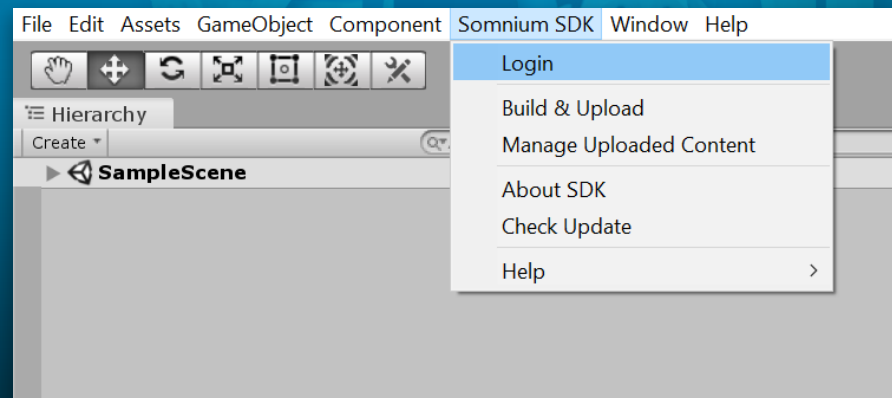 File Edit Assets GameObject Component Somnium SDK Window Help
Login
Hierarchy
Build & Upload
Create
Manage Uploaded Content
SampleScene
About SDK
Check Update
Help